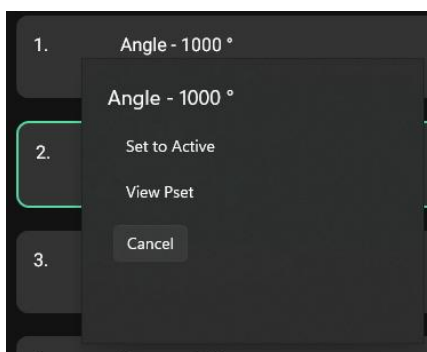 1. Angle - 1000 °
Angle - 1000 °
2.
Set to Active
View Pset
Cancel
3.